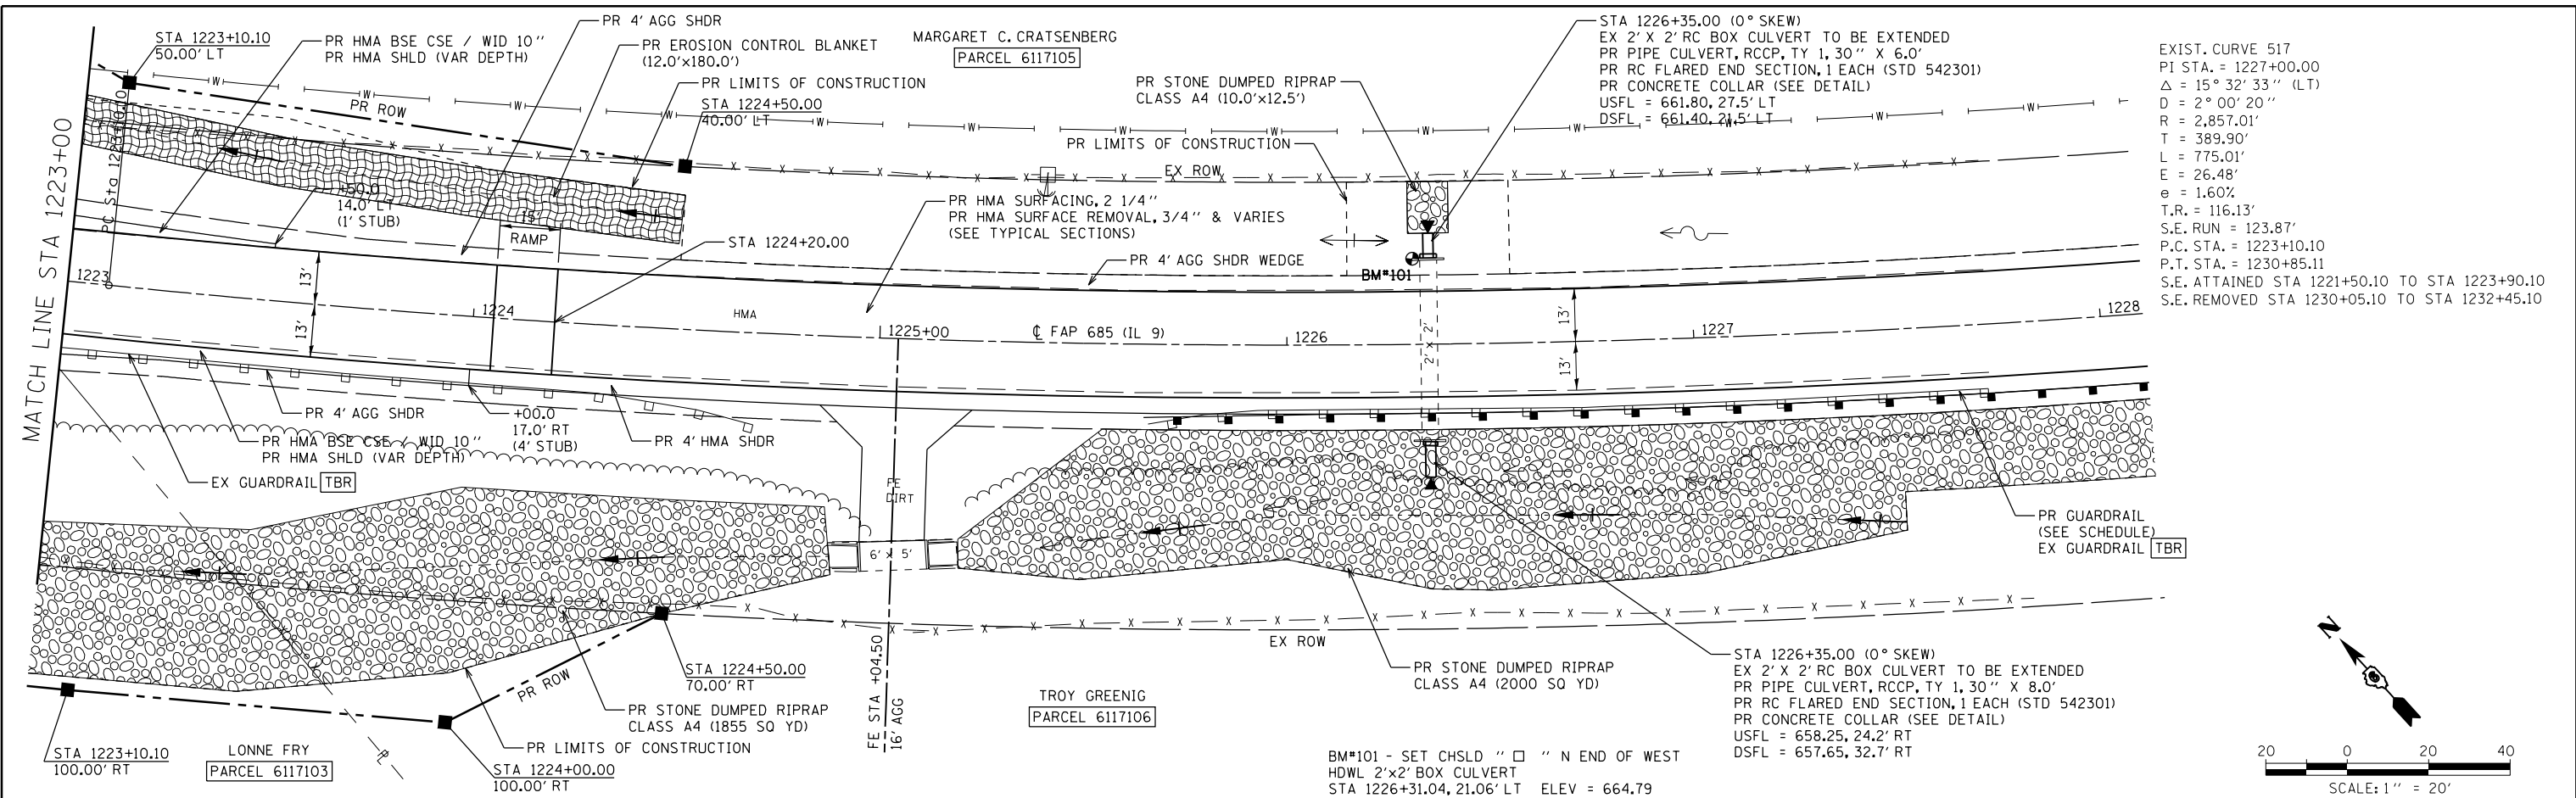 STA 1223+10.10
50.00' LT
PR HMA BSE CSE / WID 10"
PR HMA SHLD (VAR DEPTH)
PR 4' AGG SHDR
PR EROSION CONTROL BLANKET
(12.0'x180.0')
PR LIMITS OF CONSTRUCTION
STA 1224+50.00
40.00' LT
MARGARET C. CRATSENBERG
PARCEL 6117105
PR STONE DUMPED RIPRAP
CLASS A4 (10.0'x12.5')
STA 1226+35.00 (0° SKEW)
EX 2' X 2' RC BOX CULVERT TO BE EXTENDED
PR PIPE CULVERT, RCCP, TY 1, 30" X 6.0'
PR RC FLARED END SECTION, 1 EACH (STD 542301)
PR CONCRETE COLLAR (SEE DETAIL)
USFL = 661.80, 27.5' LT
DSFL = 661.40, 21.5' LT
EXIST. CURVE 517
PI STA. = 1227+00.00
△ = 15° 32' 33" (LT)
D = 2° 00' 20"
R = 2,857.01'
T = 389.90'
L = 775.01'
E = 26.48'
e = 1.60%
T.R. = 116.13'
S.E. RUN = 123.87'
P.C. STA. = 1223+10.10
P.T. STA. = 1230+85.11
S.E. ATTAINED STA 1221+50.10 TO STA 1223+90.10
S.E. REMOVED STA 1230+05.10 TO STA 1232+45.10
PR ROW
W W W W W W W W W W W W W
PR LIMITS OF CONSTRUCTION
EX ROW
MATCH LINE STA 1223+00
PC Sta 1223+10.10
+50.0
14.0' LT
(1' STUB)
15'
RAMP
STA 1224+20.00
PR HMA SURFACING, 2 1/4"
PR HMA SURFACE REMOVAL, 3/4" & VARIES
(SEE TYPICAL SECTIONS)
PR 4' AGG SHDR WEDGE
BM#101
1223
13'
13'
1224
HMA
1225+00
℄ FAP 685 (IL 9)
1226
2' x 2'
13'
13'
1227
1228
PR 4' AGG SHDR
PR HMA BSE CSE / WID 10"
PR HMA SHLD (VAR DEPTH)
+00.0
17.0' RT
(4' STUB)
PR 4' HMA SHDR
EX GUARDRAIL TBR
FE
DIRT
6' x 5'
PR GUARDRAIL
(SEE SCHEDULE)
EX GUARDRAIL TBR
EX ROW
STA 1224+50.00
70.00' RT
PR ROW
PR STONE DUMPED RIPRAP
CLASS A4 (1855 SQ YD)
PR LIMITS OF CONSTRUCTION
FE STA +04.50
16' AGG
TROY GREENIG
PARCEL 6117106
PR STONE DUMPED RIPRAP
CLASS A4 (2000 SQ YD)
STA 1226+35.00 (0° SKEW)
EX 2' X 2' RC BOX CULVERT TO BE EXTENDED
PR PIPE CULVERT, RCCP, TY 1, 30" X 8.0'
PR RC FLARED END SECTION, 1 EACH (STD 542301)
PR CONCRETE COLLAR (SEE DETAIL)
USFL = 658.25, 24.2' RT
DSFL = 657.65, 32.7' RT
STA 1223+10.10
100.00' RT
LONNE FRY
PARCEL 6117103
STA 1224+00.00
100.00' RT
BM#101 - SET CHSLD " □ " N END OF WEST
HDWL 2'x2' BOX CULVERT
STA 1226+31.04, 21.06' LT ELEV = 664.79
N
20 0 20 40
SCALE: 1" = 20'